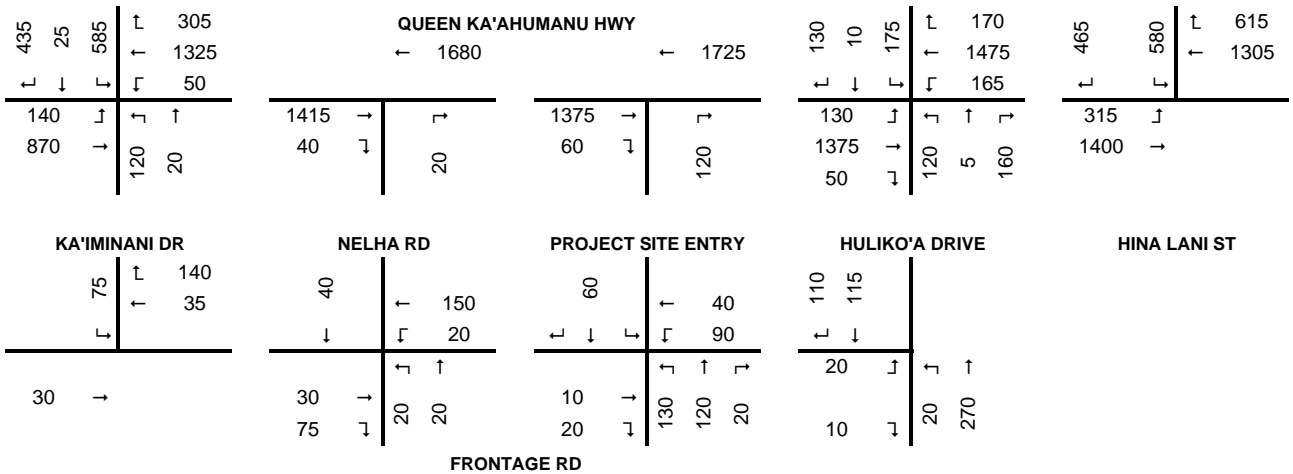 435 25 585 ↰ 305
← 1325
↵ ↓ ↳ ↲ 50
140 ↱ ↰ ↑
870 → 120 20
QUEEN KA'AHUMANU HWY
← 1680
1415 → ↱
40 ↴ 20
← 1725
1375 → ↱
60 ↴ 120
130 10 175 ↰ 170
← 1475
↵ ↓ ↳ ↲ 165
130 ↱ ↰ ↑ ↱
1375 → 120 5 160
50 ↴
465 580 ↰ 615
← 1305
↵ ↳
315 ↱
1400 →
KA'IMINANI DR NELHA RD PROJECT SITE ENTRY HULIKO'A DRIVE HINA LANI ST
75 ↰ 140
← 35
↳
30 →
40 ← 150
↓ ↲ 20
↰ ↑
30 → 20 20
75 ↴
60 ← 40
↵ ↓ ↳ ↲ 90
↰ ↑ ↱
10 → 130 120 20
20 ↴
110 115
↵ ↓
20 ↱ ↰ ↑
20 270
10 ↴
FRONTAGE RD